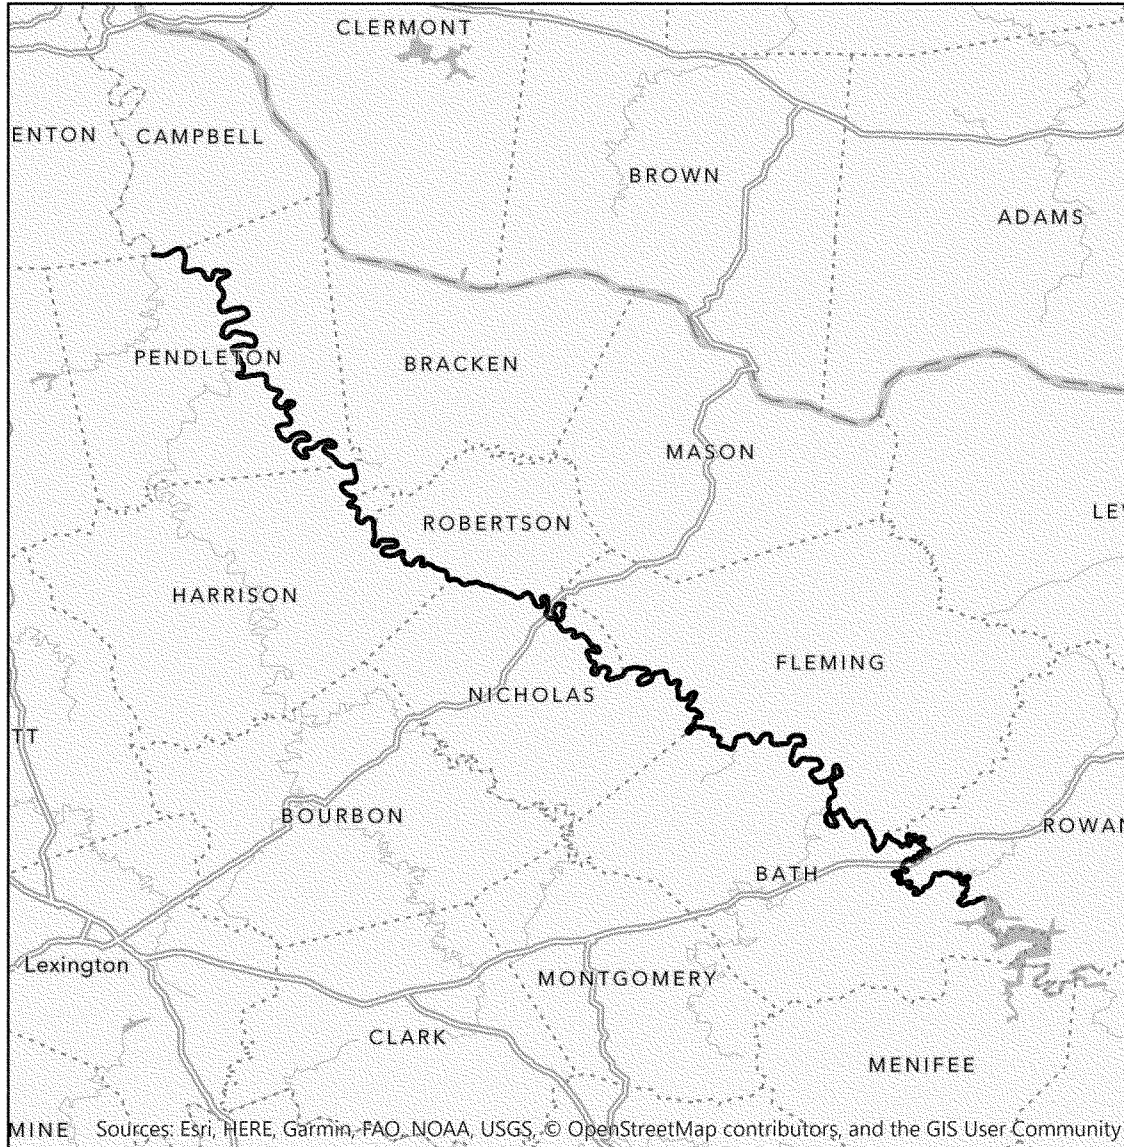 CLERMONT
ENTON
CAMPBELL
BROWN
ADAMS
PENDLETON
BRACKEN
MASON
LE
ROBERTSON
HARRISON
FLEMING
NICHOLAS
TT
BOURBON
ROWAN
BATH
Lexington
MONTGOMERY
CLARK
MENIFEE
MINE Sources: Esri, HERE, Garmin, FAO, NOAA, USGS, © OpenStreetMap contributors, and the GIS User Community